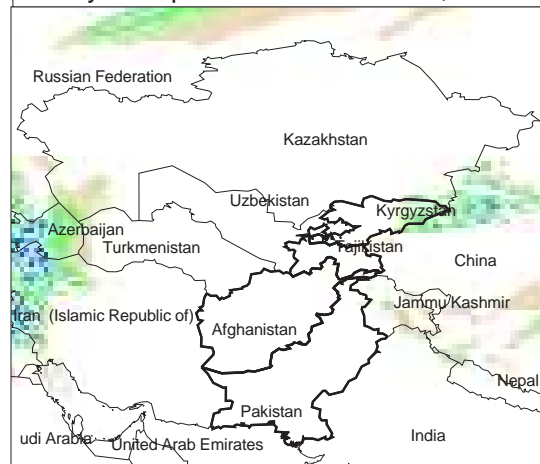 Russian Federation
Kazakhstan
Uzbekistan
Kyrgyzstan
Azerbaijan
Turkmenistan
Tajikistan
China
Jammu Kashmir
Iran (Islamic Republic of)
Afghanistan
Nepal
Pakistan
udi Arabia
United Arab Emirates
India